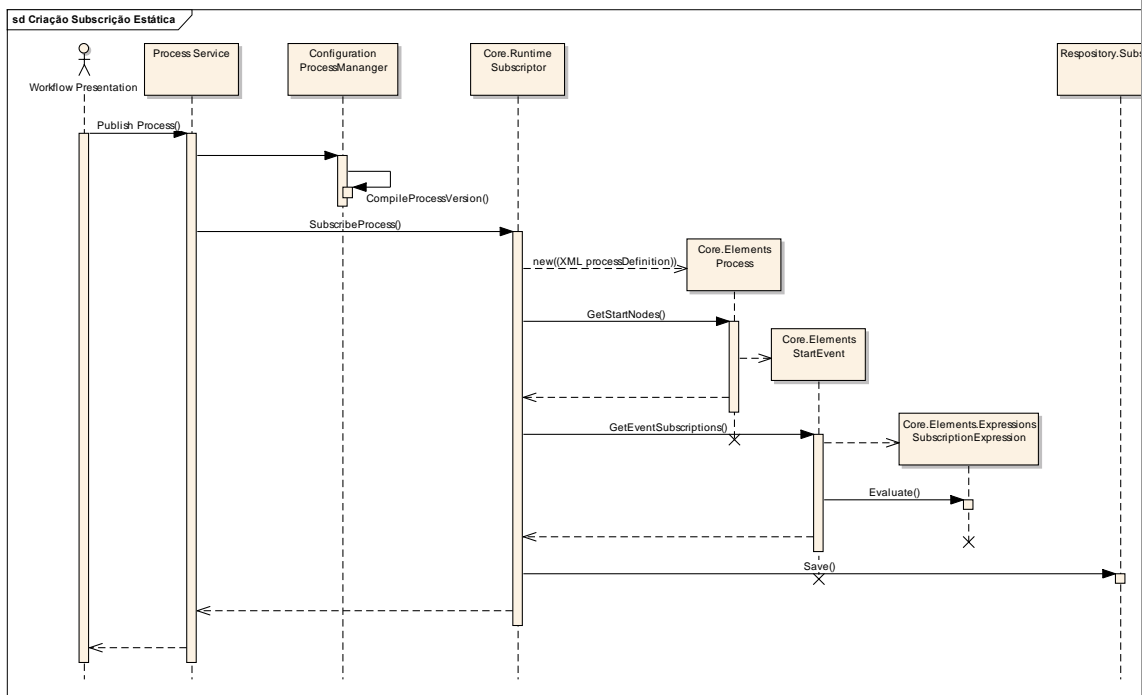 sd Criação Subscrição Estática
Workflow Presentation
Process Service
Configuration
ProcessMananger
Core.Runtime
Subscriptor
Respository.Subs
Publish Process()
CompileProcessVersion()
SubscribeProcess()
new((XML processDefinition))
Core.Elements
Process
GetStartNodes()
Core.Elements
StartEvent
GetEventSubscriptions()
Core.Elements.Expressions
SubscriptionExpression
Evaluate()
Save()